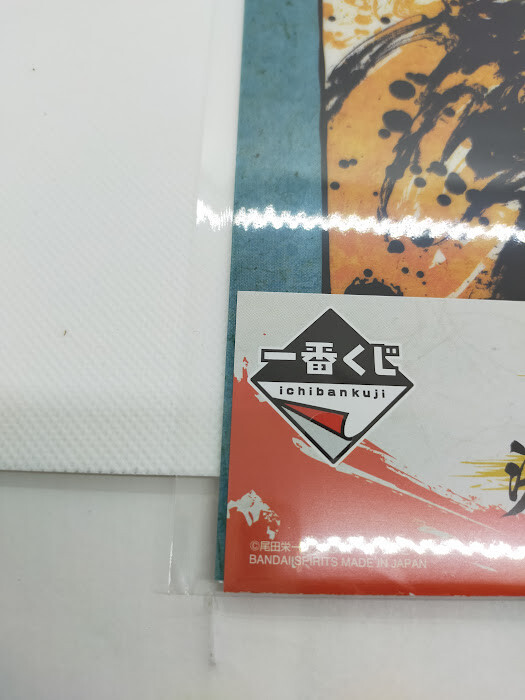 一番くじ
ichibankuji
©尾田栄一
BANDAI SPIRITS MADE IN JAPAN